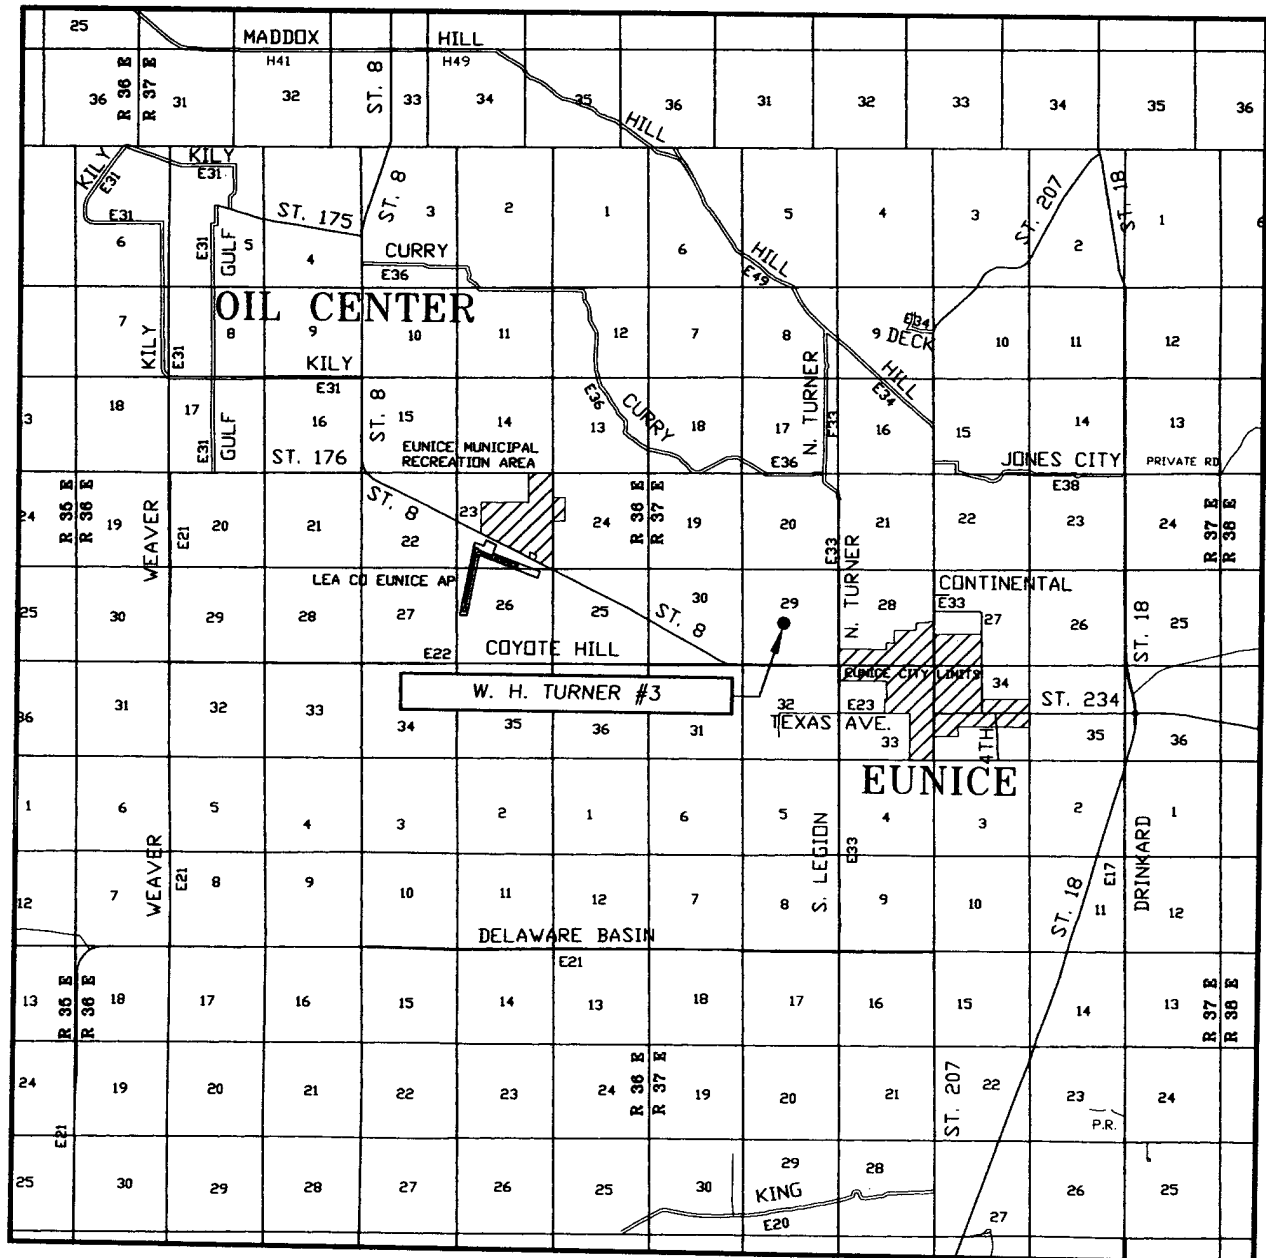 25 MADDOX HILL
H41 H49
36 R 36 E R 37 E 31 32 ST. 8 33 34 35 36 31 32 33 34 35 36
HILL
KILY E31 KILY E31
E31 ST. 175 ST. 8 3 2 1 5 4 3 ST. 207 ST. 18 1 6
6 E31 GULF 5 4 CURRY 6 HILL 2
E36 E49
OIL CENTER
7 8 9 10 11 12 7 8 9 E34 DECK 10 11 12
KILY E31 KILY N. TURNER HILL
E31 E36 E34
3 18 17 16 ST. 8 15 14 13 CURRY 18 17 E33 16 15 14 13
E31 GULF ST. 176 EUNICE MUNICIPAL
RECREATION AREA E36 JONES CITY PRIVATE RD
E38
24 R 35 E R 36 E 19 WEAVER E21 20 21 ST. 8 22 23 24 R 36 E R 37 E 19 20 21 22 23 24 R 37 E R 38 E
E33 N. TURNER
LEA CO EUNICE AP CONTINENTAL
25 30 29 28 27 26 25 30 29 28 E33 27 26 ST. 18 25
ST. 8
E22 COYOTE HILL
EUNICE CITY LIMITS
W. H. TURNER #3 34
36 31 32 33 34 35 36 31 32 E23 ST. 234
TEXAS AVE.
33 4TH 35 36
EUNICE
1 6 5 4 3 2 1 6 5 4 3 2 1
WEAVER E21 S. LEGION E33 E17 DRINKARD
12 7 8 9 10 11 12 7 8 9 10 ST. 18 11 12
DELAWARE BASIN
E21
13 R 35 E R 36 E 18 17 16 15 14 13 18 17 16 15 14 13 R 37 E R 38 E
24 19 20 21 22 23 24 R 36 E R 37 E 19 20 21 ST. 207 22 23 24
E21 P.R.
25 30 29 28 27 26 25 30 29 28 26 25
KING
E20 27